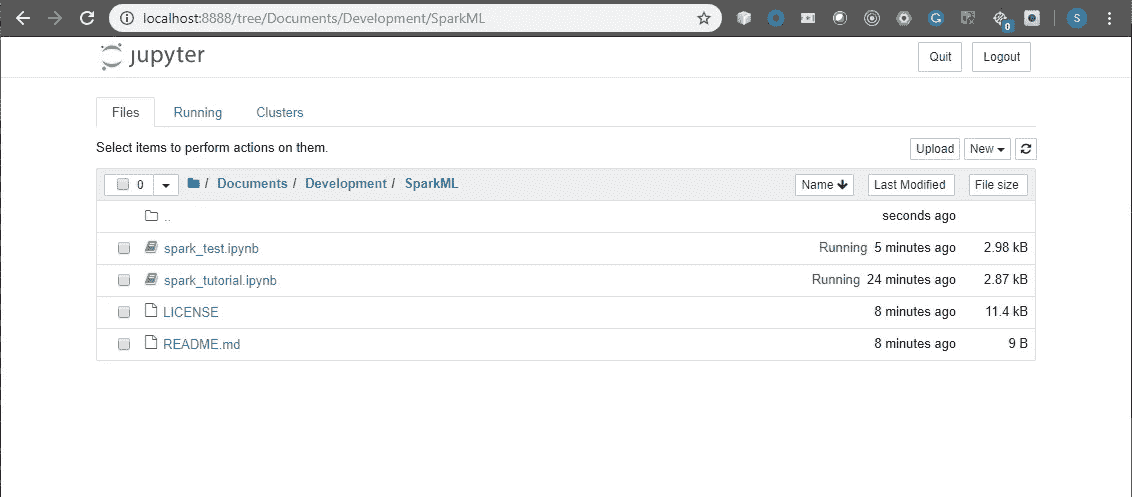 localhost:8888/tree/Documents/Development/SparkML
0
S
jupyter
Quit
Logout
Files
Running
Clusters
Select items to perform actions on them.
Upload
New
0
/ Documents / Development / SparkML
Name
Last Modified
File size
..
seconds ago
spark_test.ipynb
Running 5 minutes ago
2.98 kB
spark_tutorial.ipynb
Running 24 minutes ago
2.87 kB
LICENSE
8 minutes ago
11.4 kB
README.md
8 minutes ago
9 B